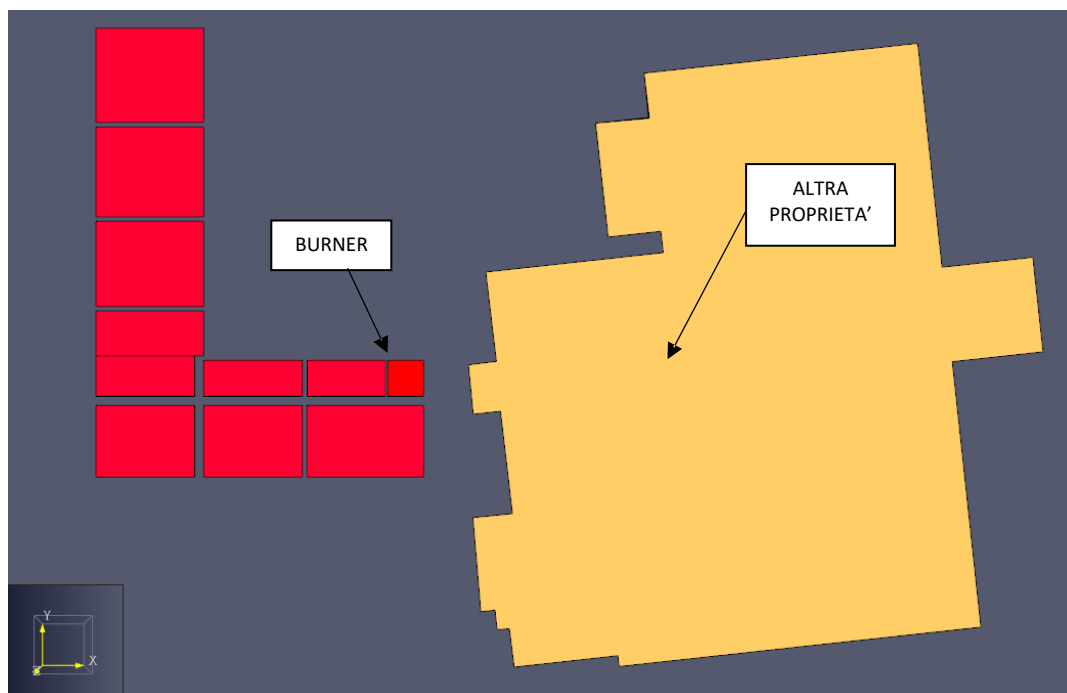 BURNER
ALTRA
PROPRIETA’
Y
X
Z